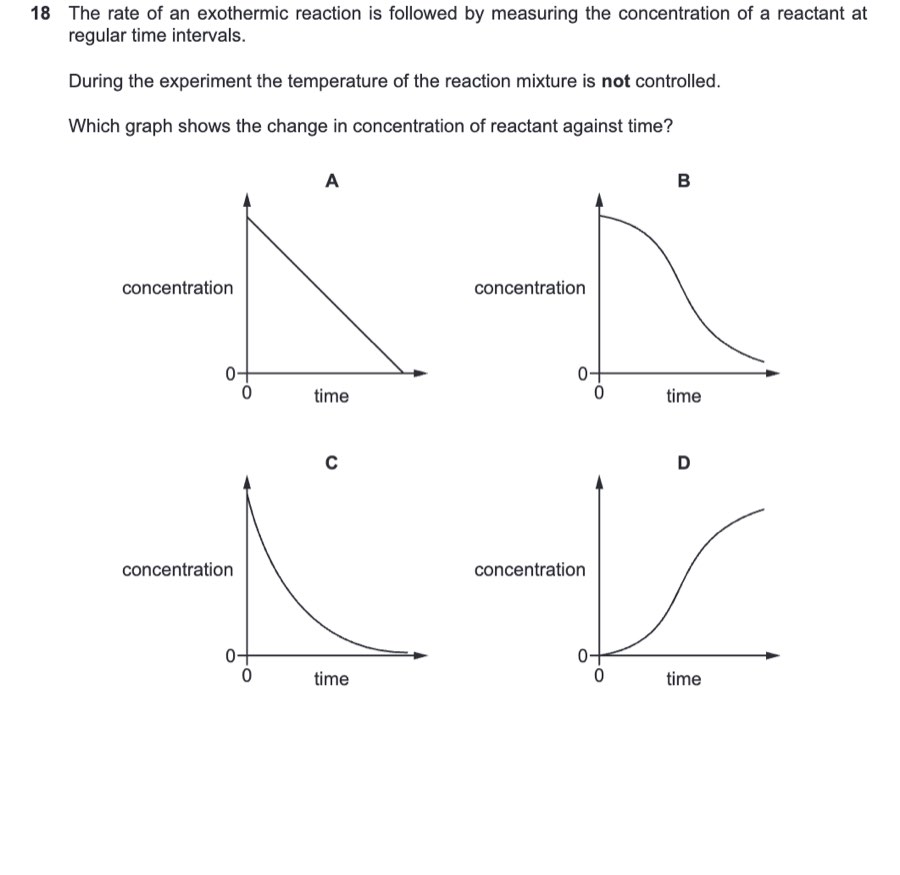 18 The rate of an exothermic reaction is followed by measuring the concentration of a reactant at
regular time intervals.
During the experiment the temperature of the reaction mixture is not controlled.
Which graph shows the change in concentration of reactant against time?
A
concentration
0
0
time
B
concentration
0
0
time
C
concentration
0
0
time
D
concentration
0
0
time